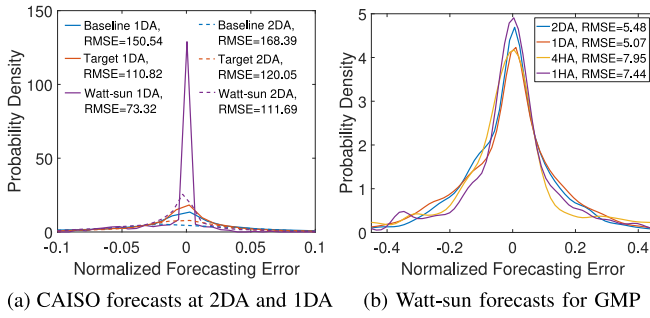 150
100
50
0
Probability Density
Baseline 1DA,
RMSE=150.54
Target 1DA,
RMSE=110.82
Watt-sun 1DA,
RMSE=73.32
Baseline 2DA,
RMSE=168.39
Target 2DA,
RMSE=120.05
Watt-sun 2DA,
RMSE=111.69
-0.1 -0.05 0 0.05 0.1
Normalized Forecasting Error
(a) CAISO forecasts at 2DA and 1DA
5
4
3
2
1
0
Probability Density
2DA, RMSE=5.48
1DA, RMSE=5.07
4HA, RMSE=7.95
1HA, RMSE=7.44
-0.4 -0.2 0 0.2 0.4
Normalized Forecasting Error
(b) Watt-sun forecasts for GMP